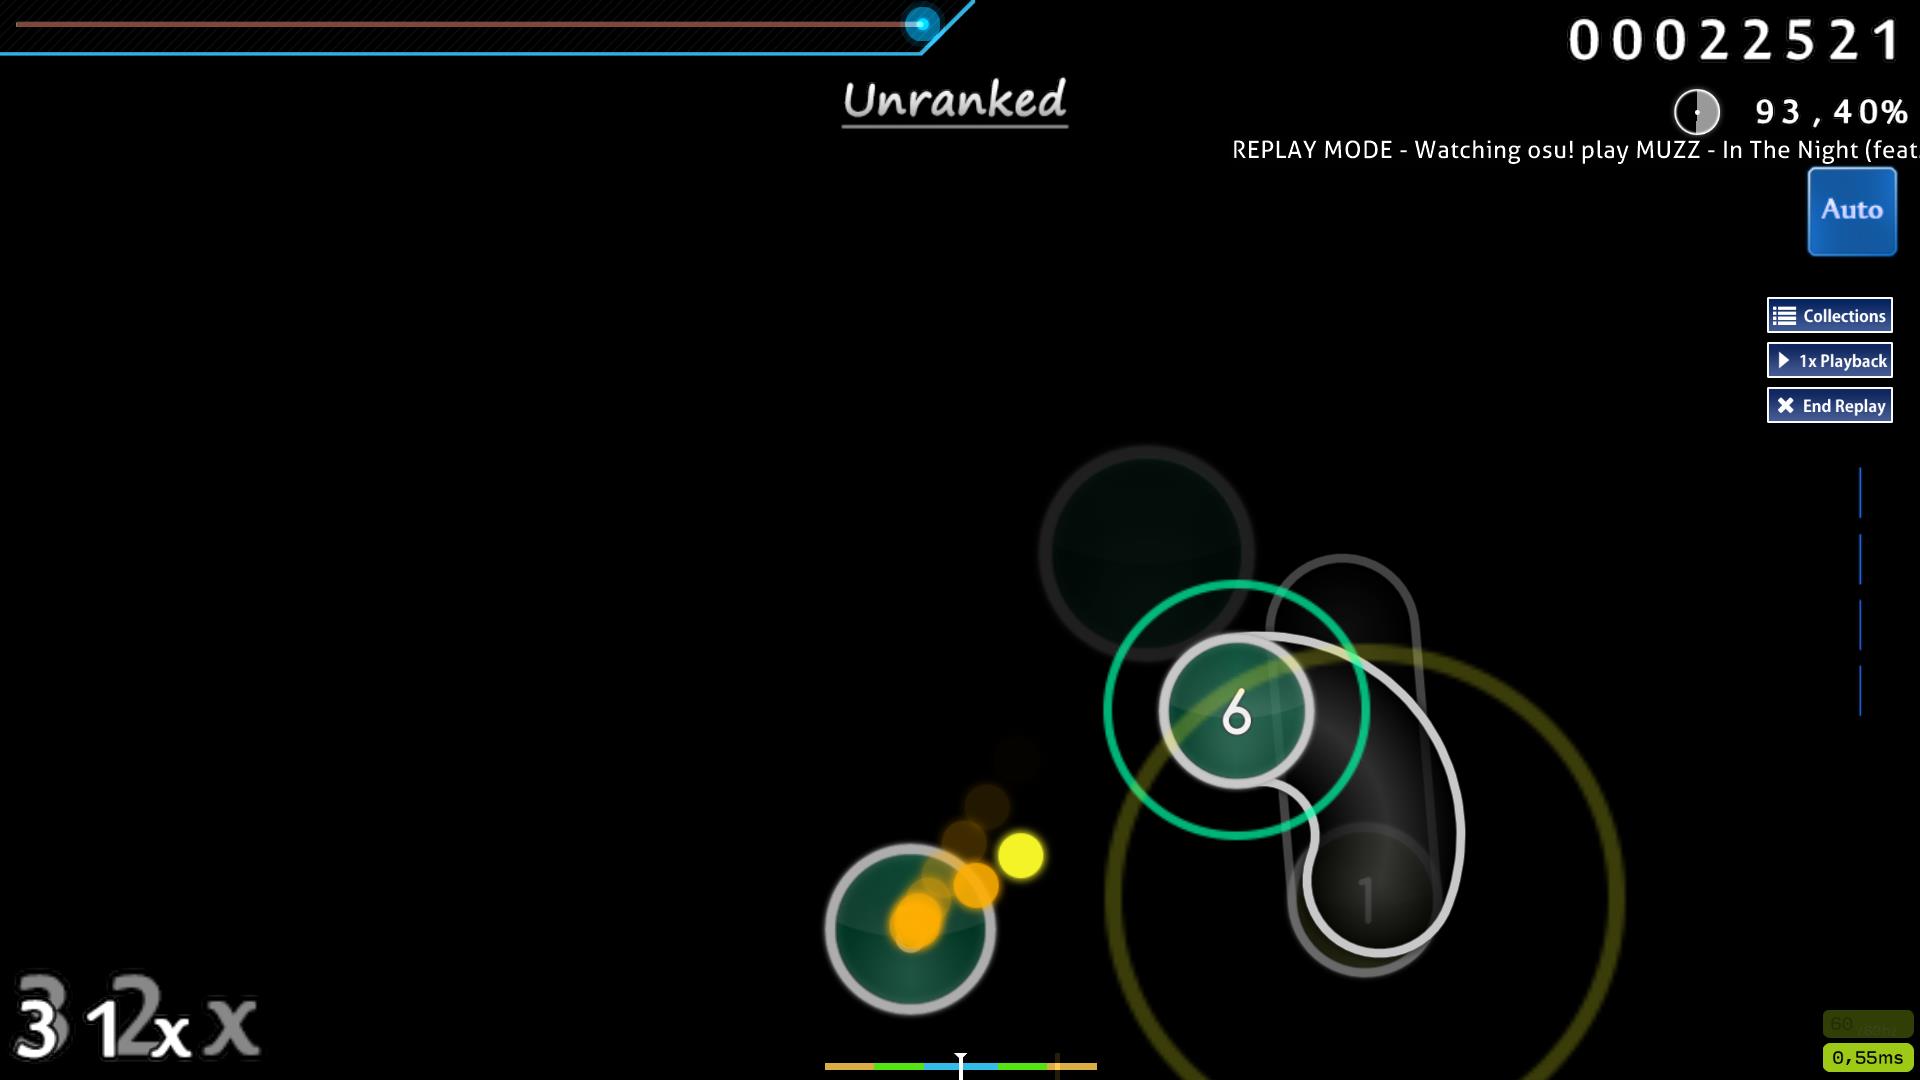 00022521
Unranked
93,40%
REPLAY MODE - Watching osu! play MUZZ - In The Night (feat.
Auto
Collections
1x Playback
End Replay
6
1
31x
60
0,55ms